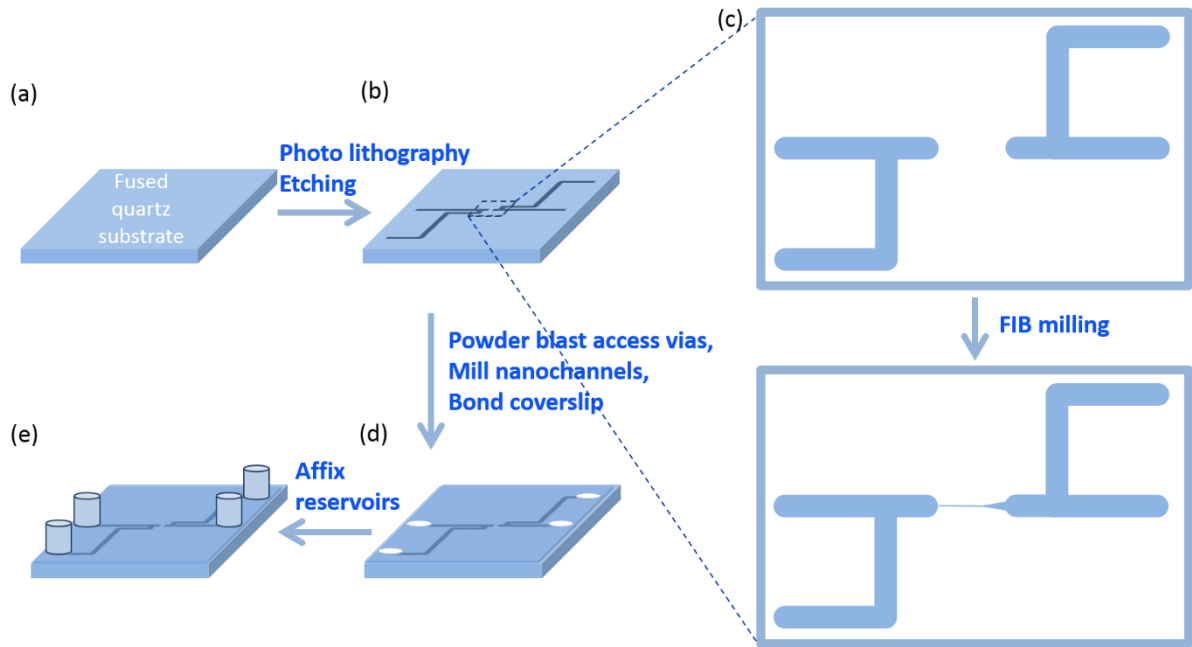 (a)
Fused
quartz
substrate
Photo lithography
Etching
(b)
(c)
FIB milling
Powder blast access vias,
Mill nanochannels,
Bond coverslip
(d)
Affix
reservoirs
(e)